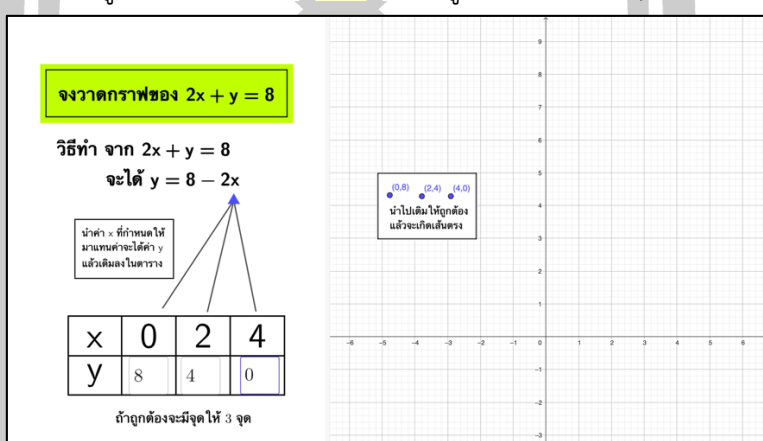 จงวาดกราฟของ 2x + y = 8
วิธีทำ จาก 2x + y = 8
จะได้ y = 8 − 2x
นำค่า x ที่กำหนดให้
มาแทนค่าจะได้ค่า y
แล้วเติมลงในตาราง
x 0 2 4
y 8 4 0
ถ้าถูกต้องจะมีจุดให้ 3 จุด
(0,8) (2,4) (4,0)
นำไปเติมให้ถูกต้อง
แล้วจะเกิดเส้นตรง
9
8
7
6
5
4
3
2
1
−6 −5 −4 −3 −2 −1 0 1 2 3 4 5 6
−1
−2
−3